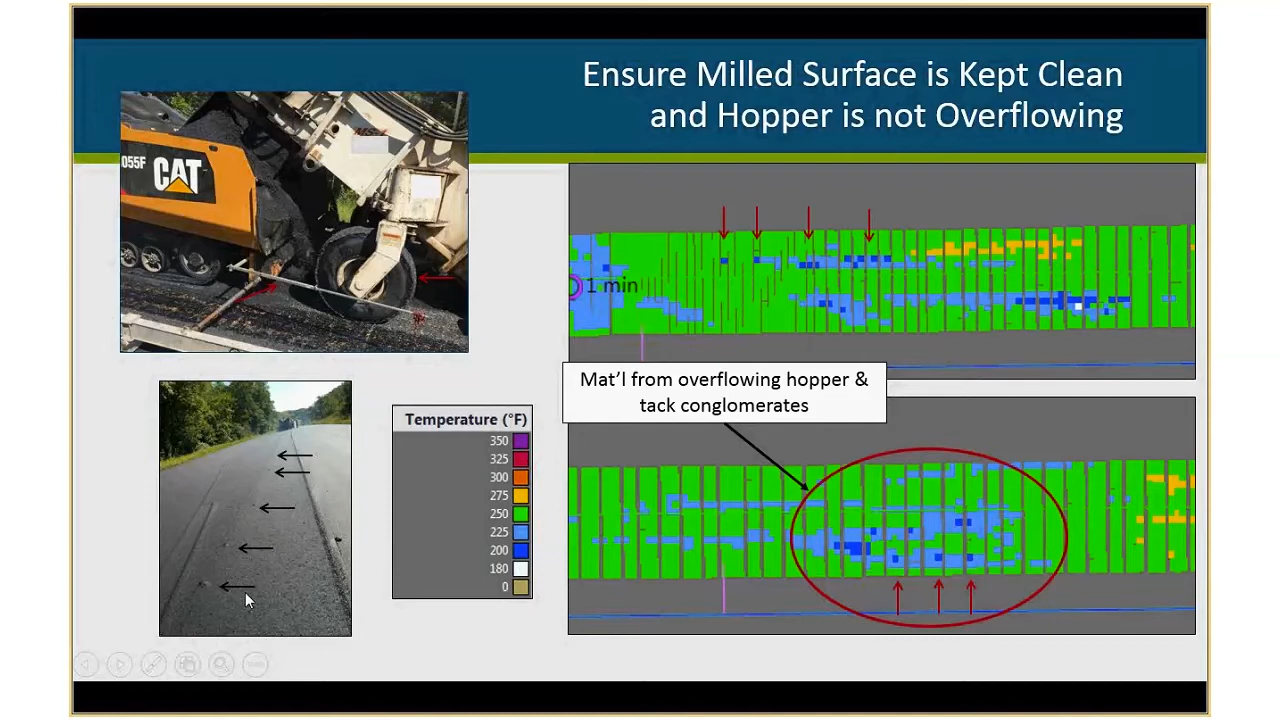 Ensure Milled Surface is Kept Clean
and Hopper is not Overflowing
055F
CAT
1 min
Mat'l from overflowing hopper &
tack conglomerates
Temperature (°F)
350
325
300
275
250
225
200
180
0